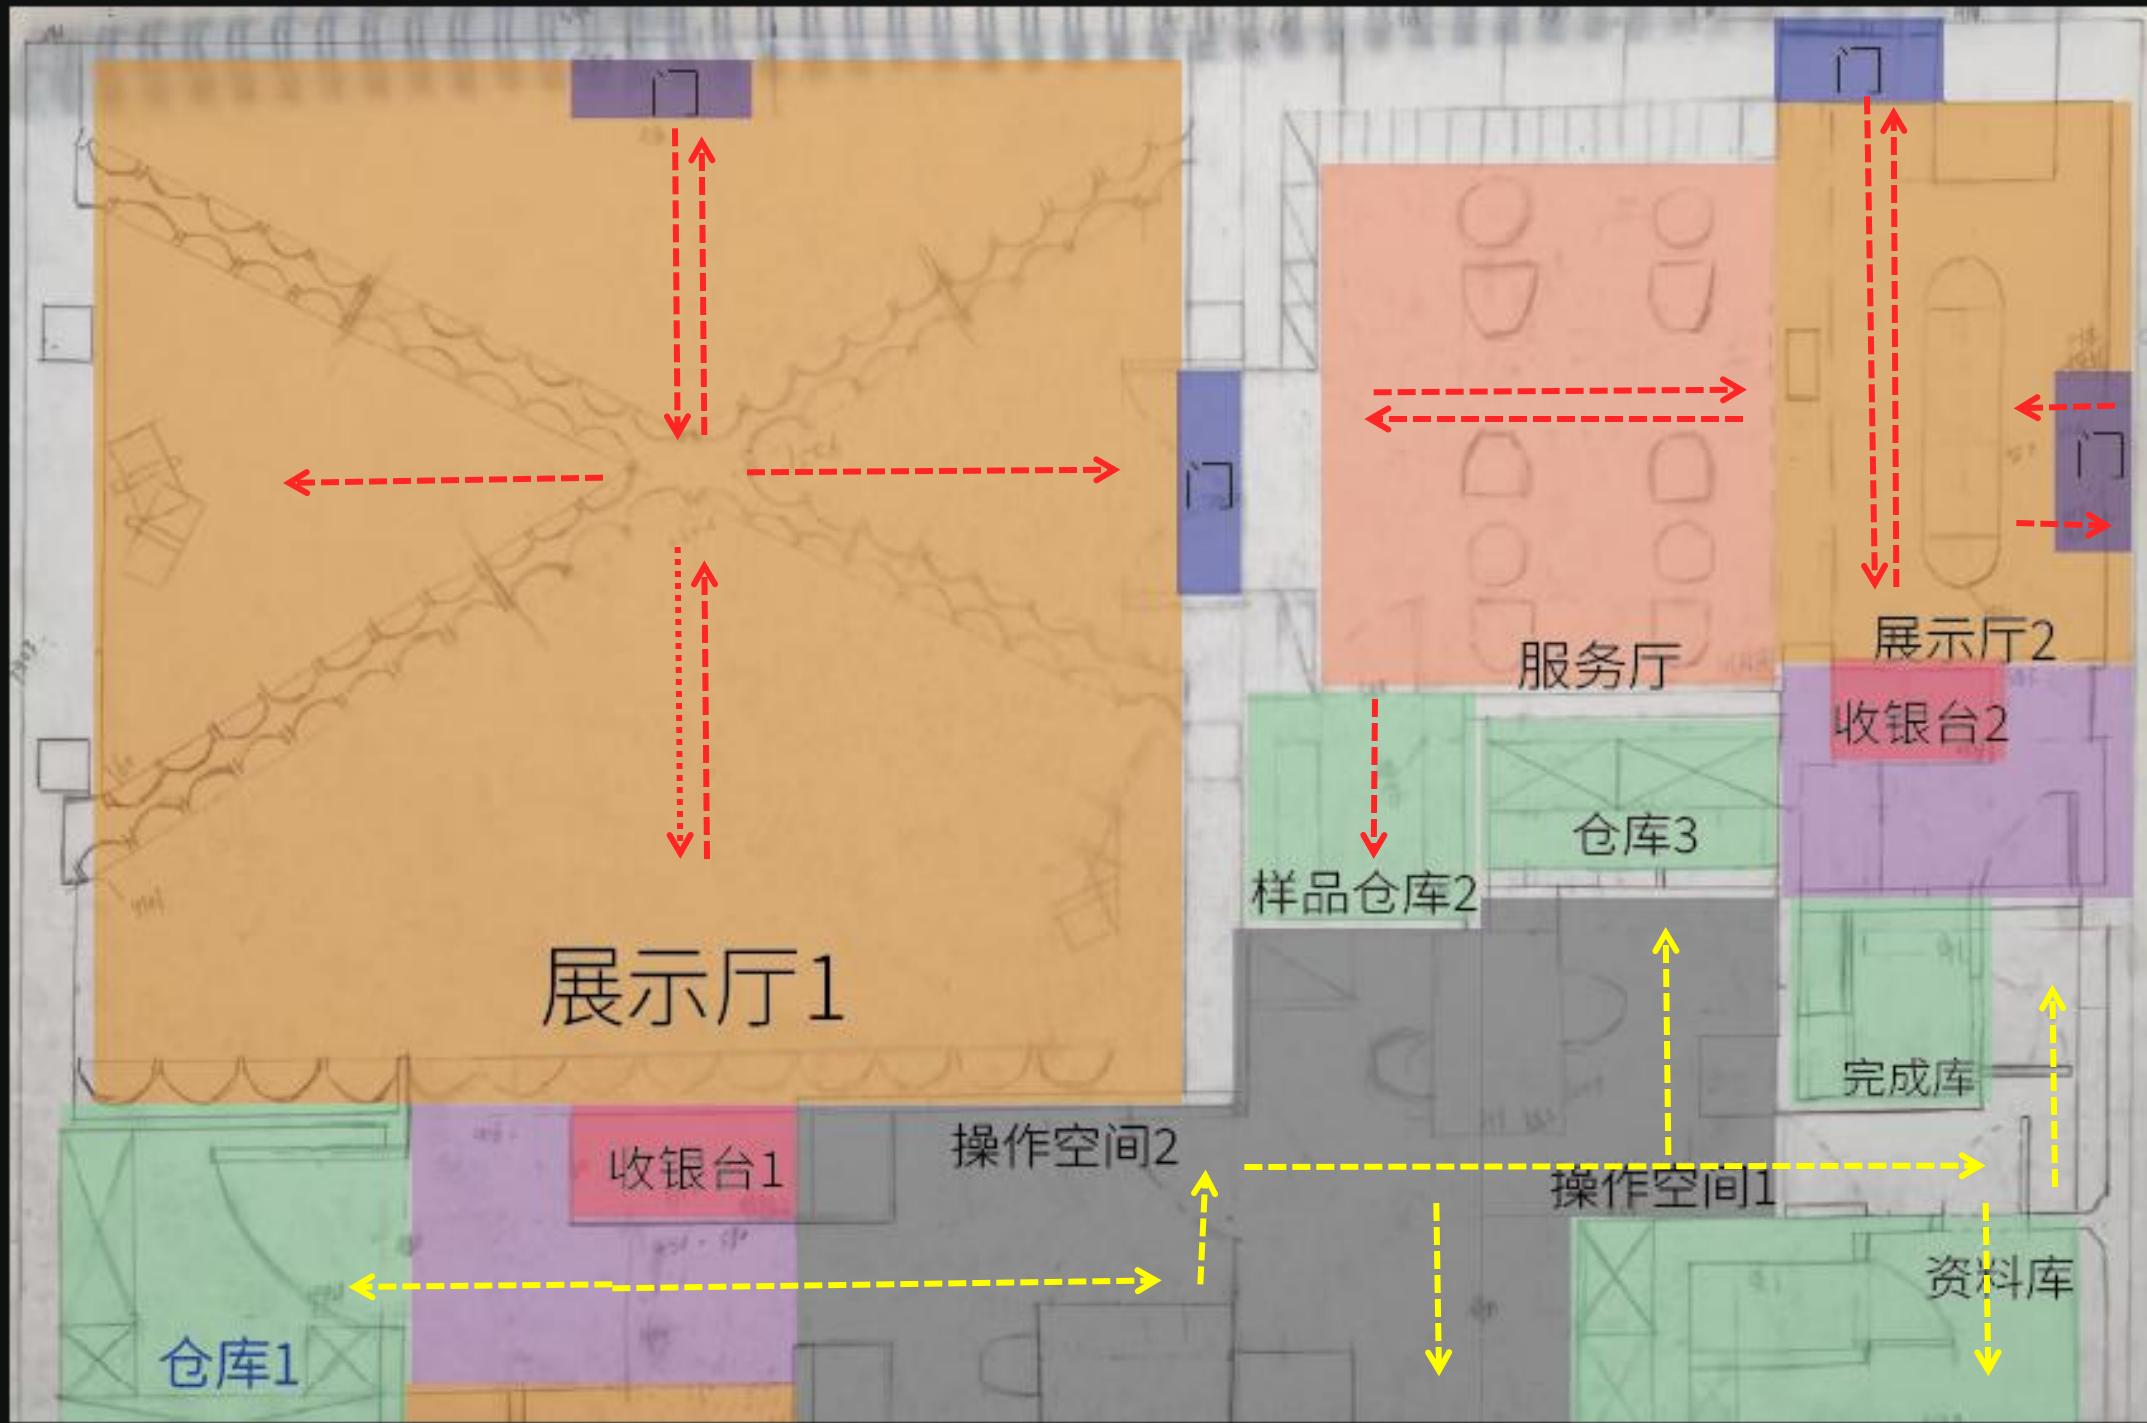 门
门
门
门
服务厅
展示厅2
收银台2
仓库3
样品仓库2
展示厅1
完成库
操作空间2
收银台1
操作空间1
资料库
仓库1